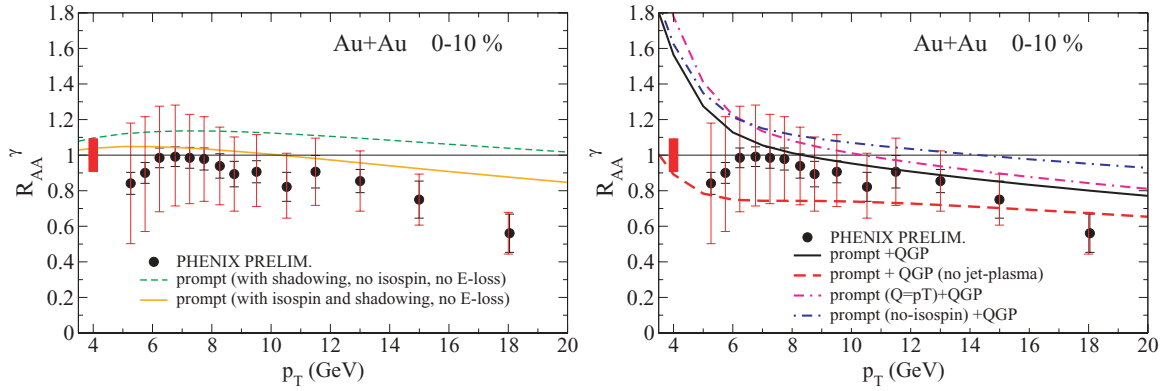 1.8
1.6
1.4
1.2
1
0.8
0.6
0.4
0.2
0
R_AA^γ
Au+Au 0-10 %
PHENIX PRELIM.
prompt (with shadowing, no isospin, no E-loss)
prompt (with isospin and shadowing, no E-loss)
4 6 8 10 12 14 16 18 20
p_T (GeV)
1.8
1.6
1.4
1.2
1
0.8
0.6
0.4
0.2
0
R_AA^γ
Au+Au 0-10 %
PHENIX PRELIM.
prompt +QGP
prompt + QGP (no jet-plasma)
prompt (Q=pT)+QGP
prompt (no-isospin) +QGP
4 6 8 10 12 14 16 18 20
p_T (GeV)